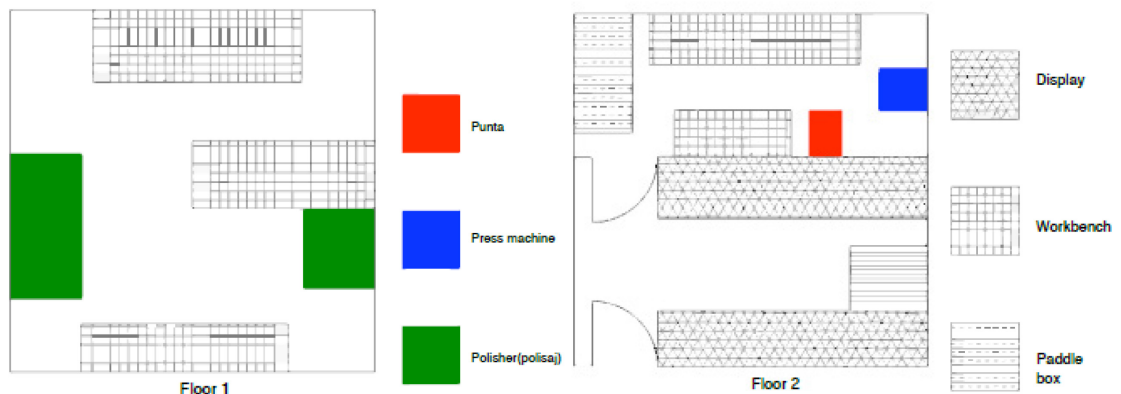 Punta
Press machine
Polisher(polisaj)
Floor 1
Floor 2
Display
Workbench
Paddle
box